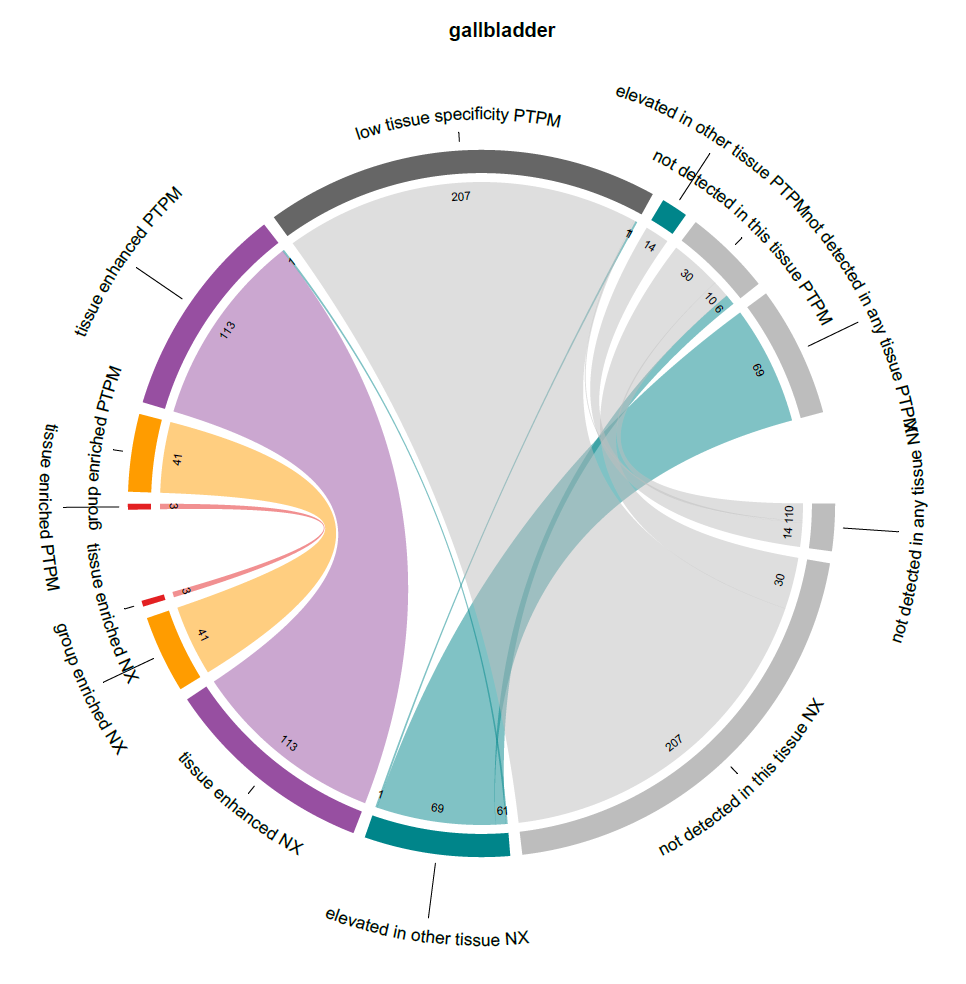 gallbladder
low tissue specificity PTPM
elevated in other tissue PTPM
not detected in this tissue PTPM
not detected in any tissue PTPM
tissue enhanced PTPM
group enriched PTPM
tissue enriched PTPM
tissue enriched NX
group enriched NX
tissue enhanced NX
elevated in other tissue NX
not detected in this tissue NX
not detected in any tissue NX
207
1
14
30
10
6
69
113
1
41
3
3
41
113
1
69
61
207
30
14
110